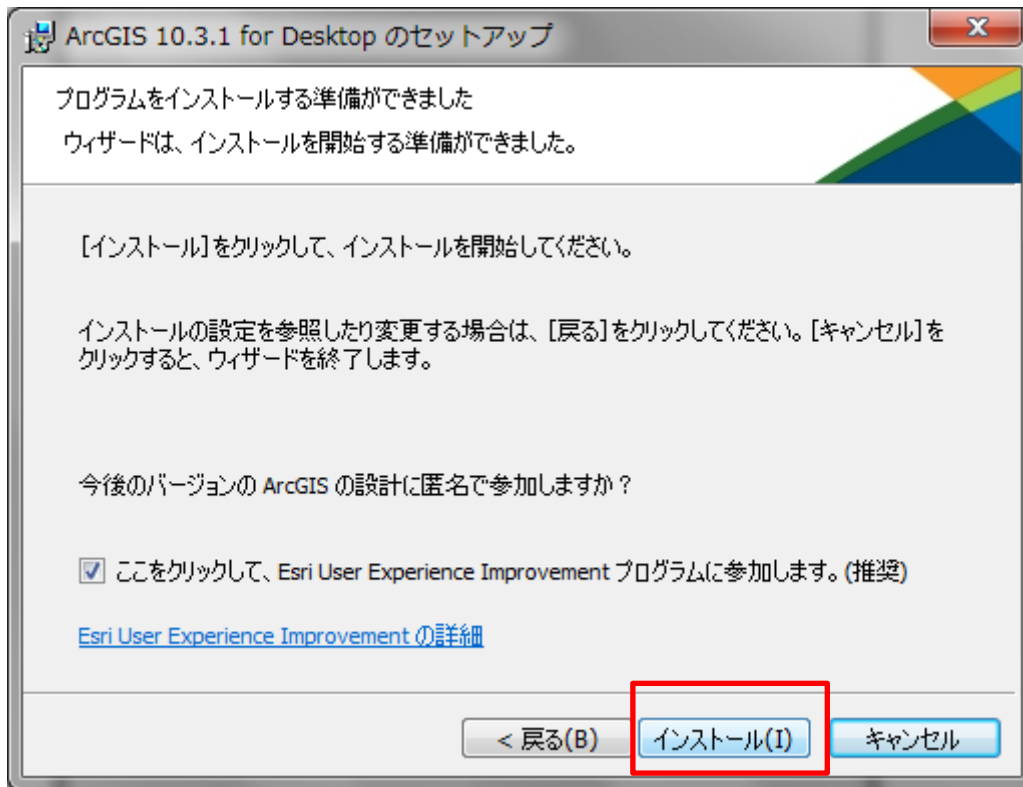 ArcGIS 10.3.1 for Desktop のセットアップ
プログラムをインストールする準備ができました
ウィザードは、インストールを開始する準備ができました。
[インストール]をクリックして、インストールを開始してください。
インストールの設定を参照したり変更する場合は、[戻る]をクリックしてください。[キャンセル]を
クリックすると、ウィザードを終了します。
今後のバージョンの ArcGIS の設計に匿名で参加しますか？
ここをクリックして、Esri User Experience Improvement プログラムに参加します。(推奨)
Esri User Experience Improvement の詳細
< 戻る(B) インストール(I) キャンセル